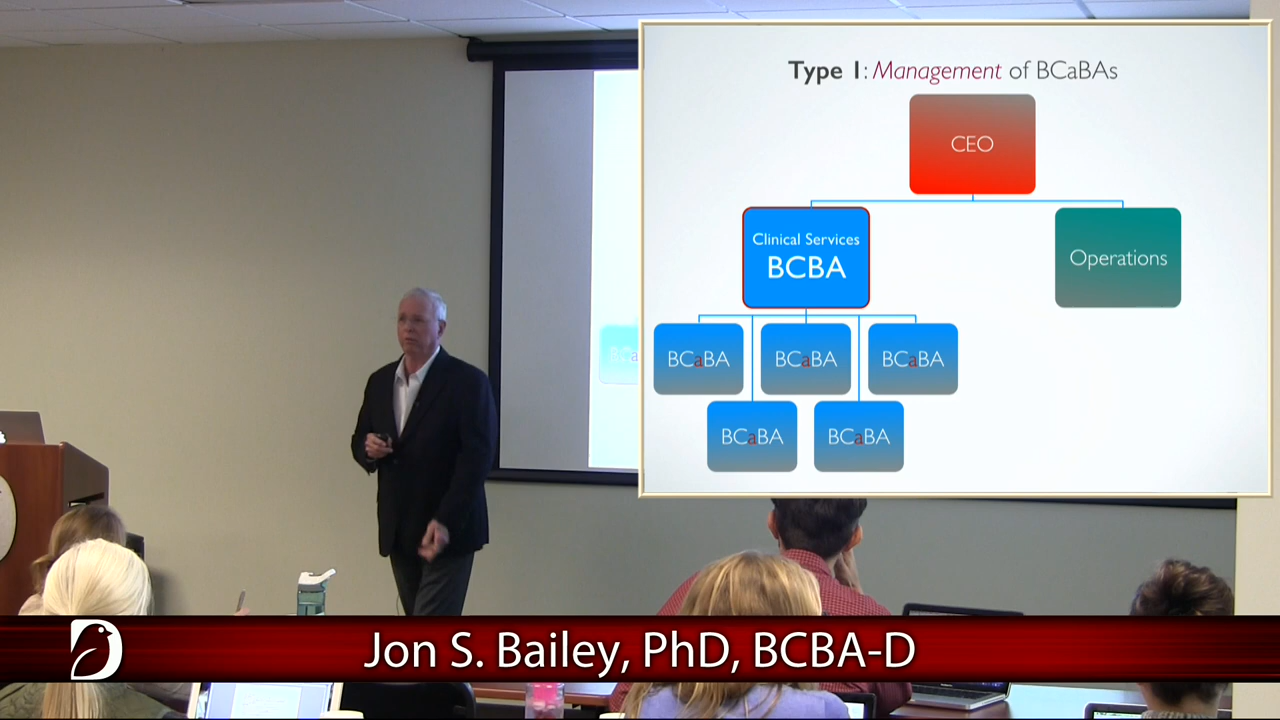 Type 1: Management of BCaBAs
CEO
Clinical Services
BCBA
Operations
BCaBA
BCaBA
BCaBA
BCaBA
BCaBA
BCa
Jon S. Bailey, PhD, BCBA-D